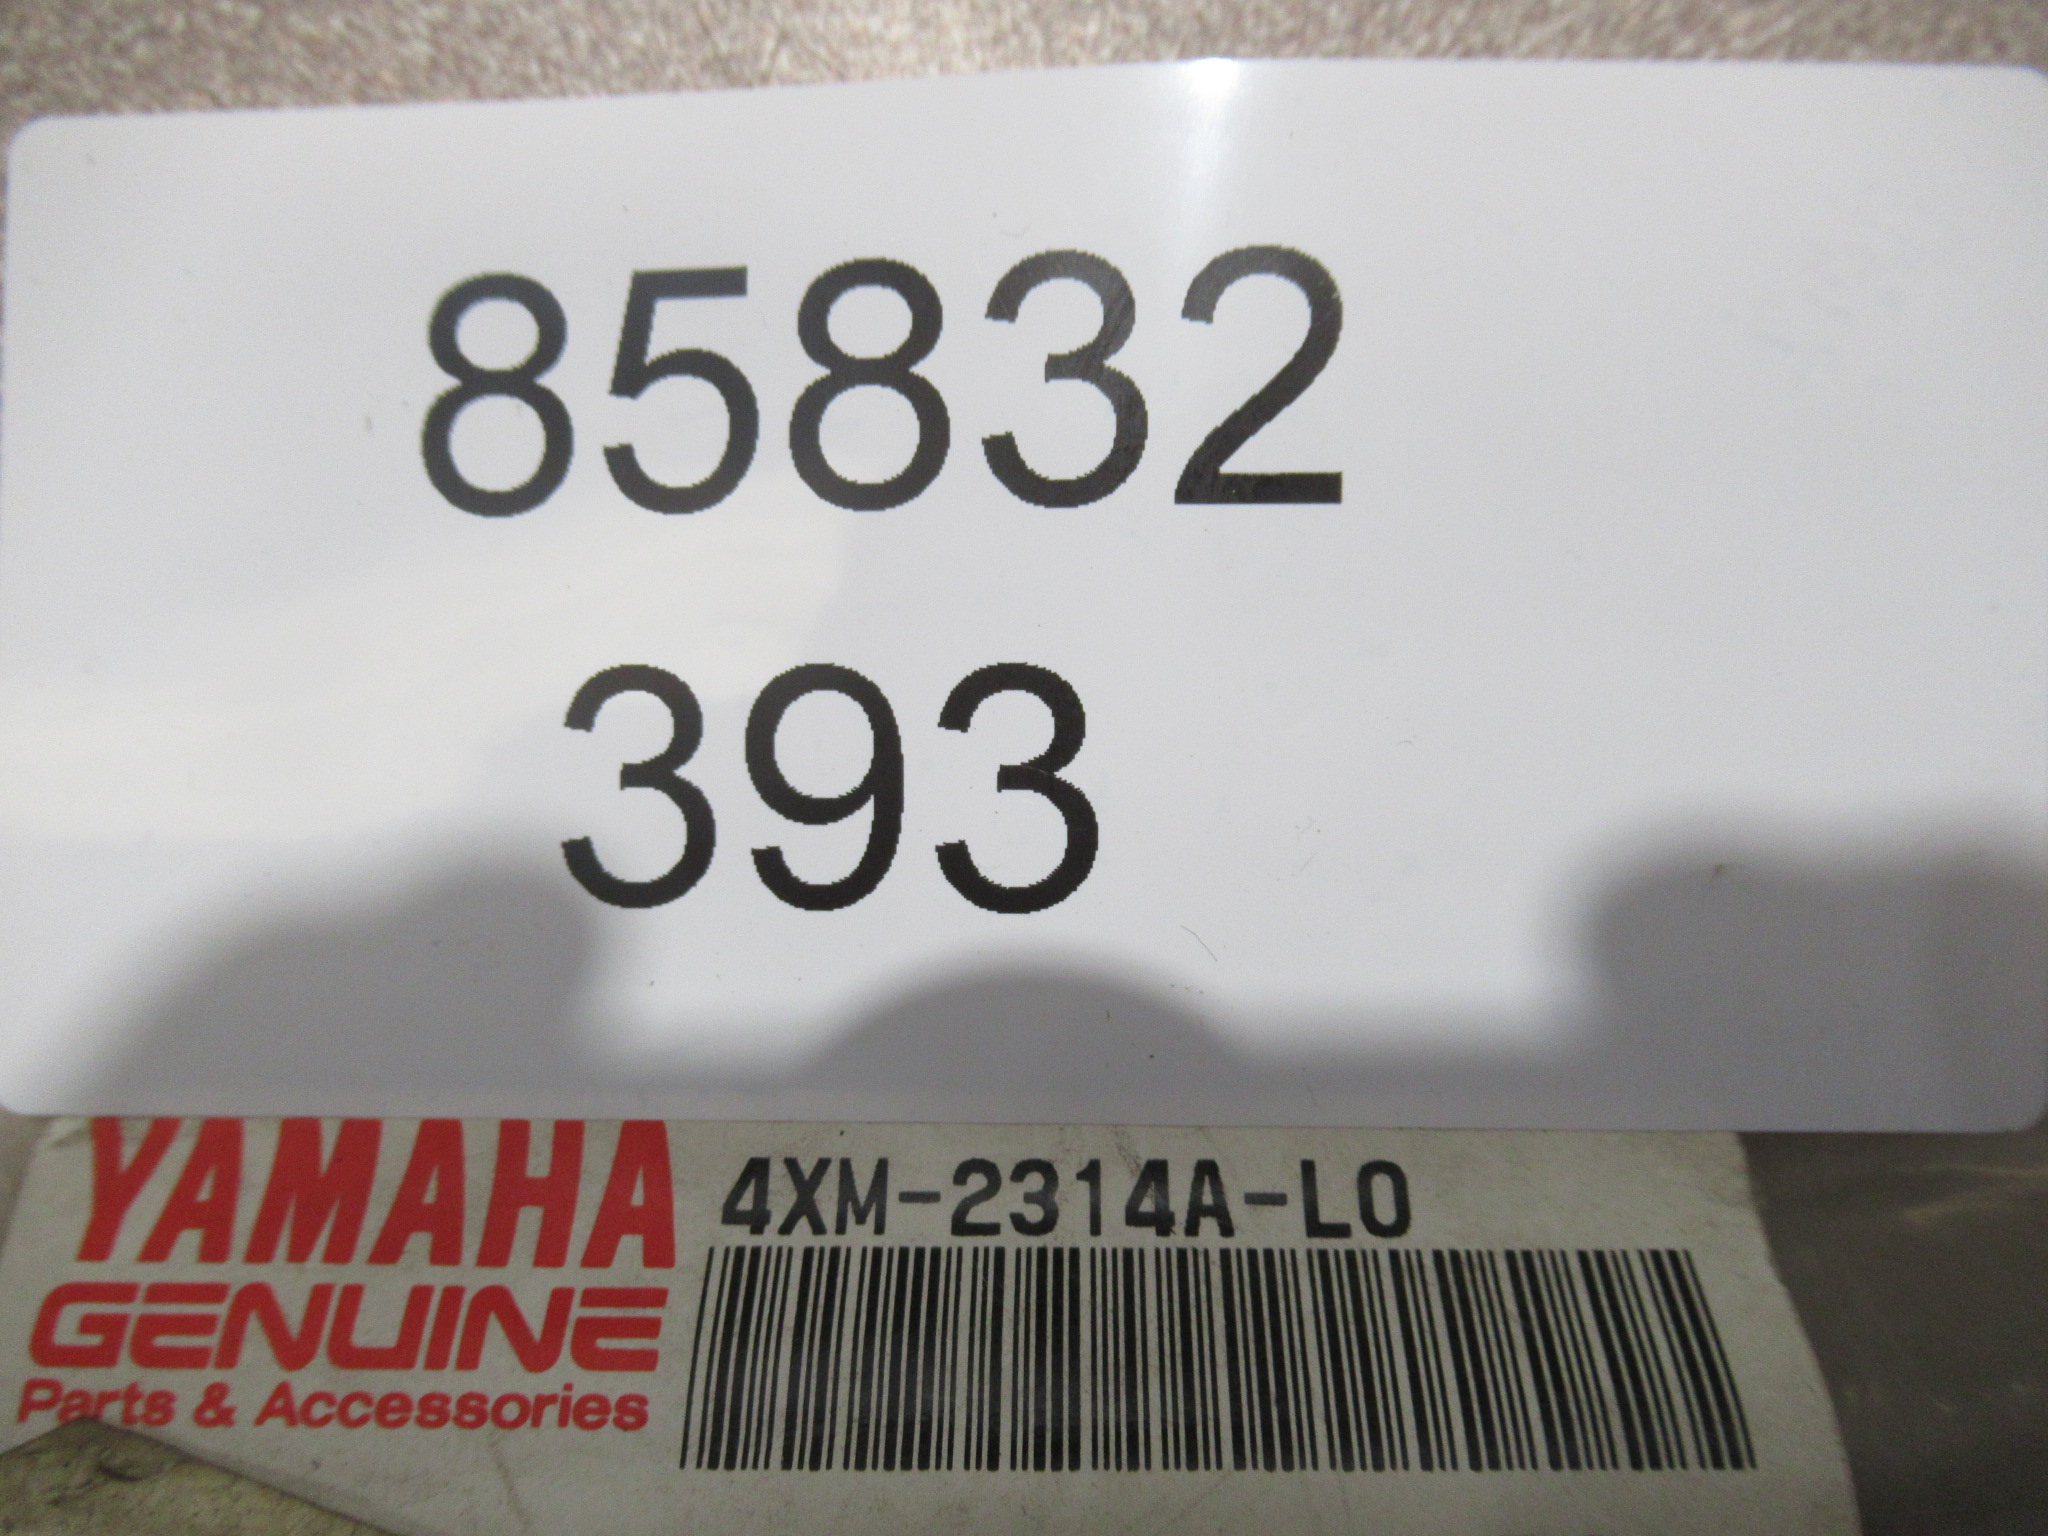 85832
393
YAMAHA
GENUINE
Parts & Accessories
4XM-2314A-L0